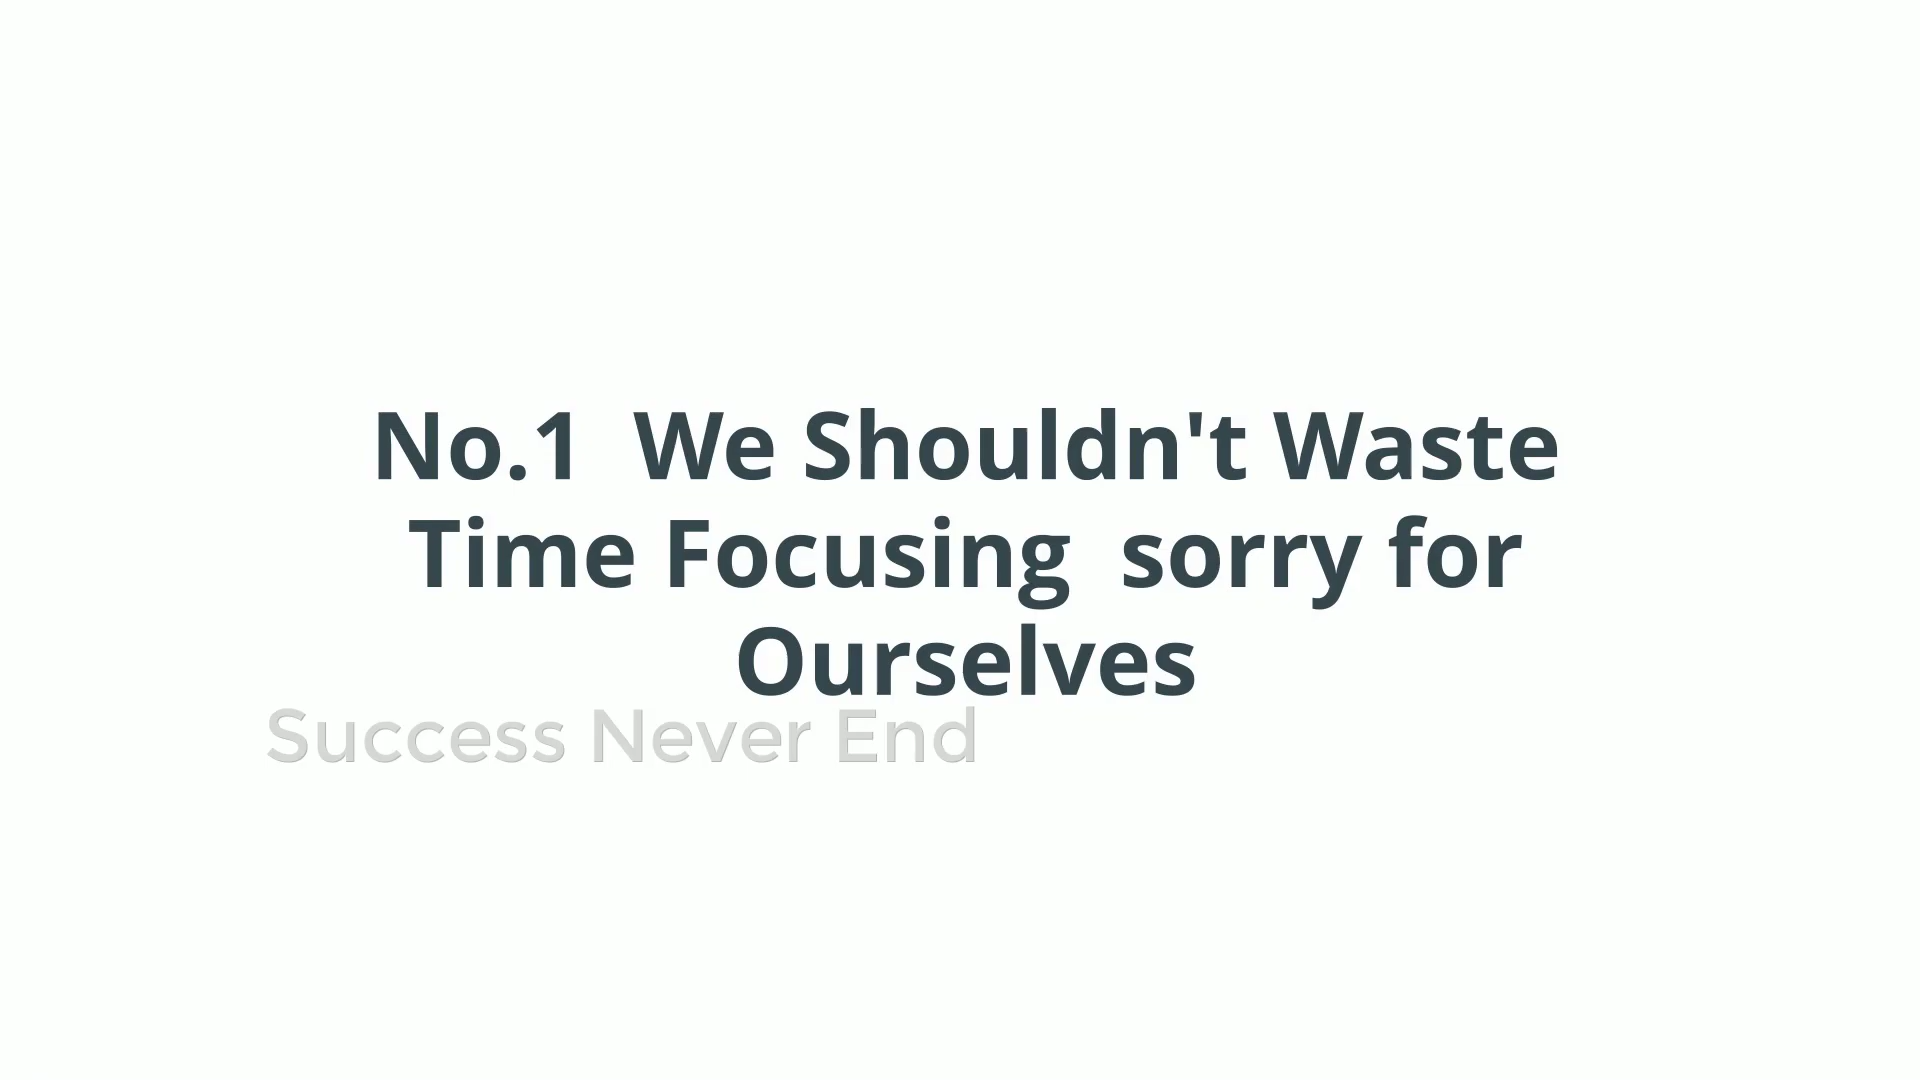 No.1  We Shouldn't Waste
Time Focusing  sorry for
Ourselves
Success Never End